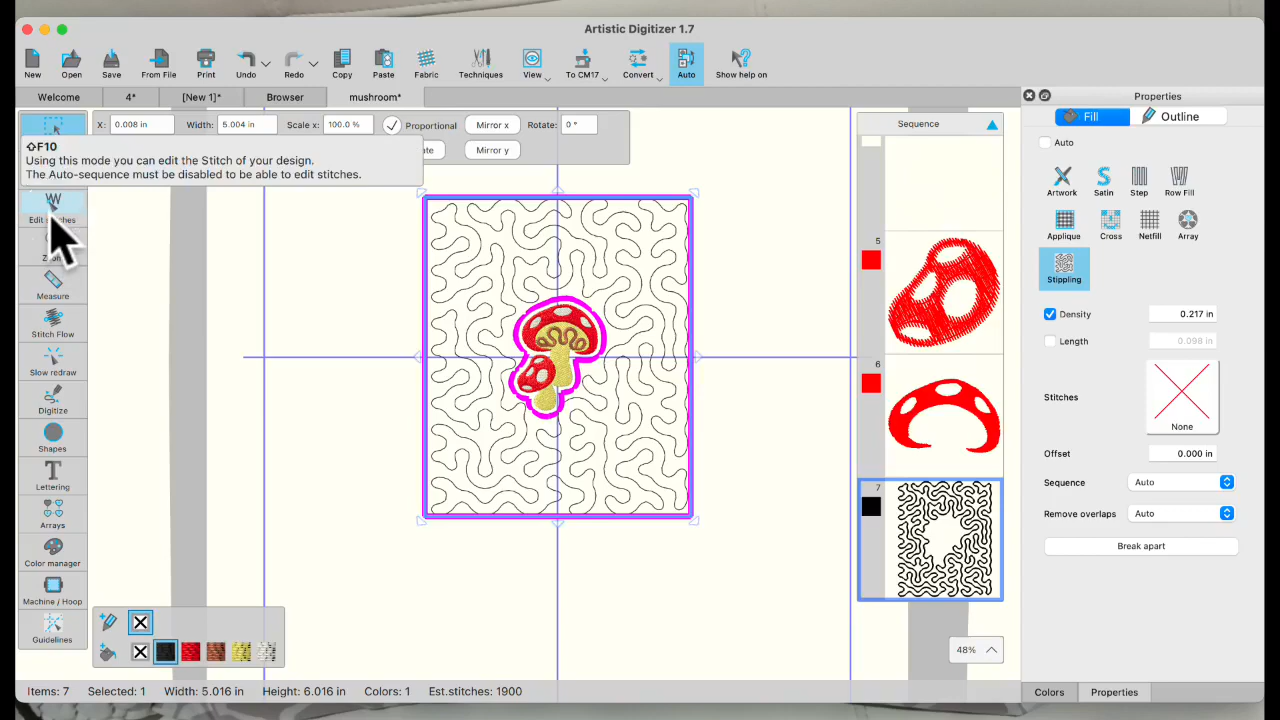 Artistic Digitizer 1.7
New
Open
Save
From File
Print
Undo
Redo
Copy
Paste
Fabric
Techniques
View
To CM17
Convert
Auto
Show help on
Welcome
4*
[New 1]*
Browser
mushroom*
X:
0.008 in
Width:
5.004 in
Scale x:
100.0 %
Proportional
Mirror x
Rotate:
0 °
Mirror y
⇧F10
Using this mode you can edit the Stitch of your design.
The Auto-sequence must be disabled to be able to edit stitches.
Measure
Stitch Flow
Slow redraw
Digitize
Shapes
Lettering
Arrays
Color manager
Machine / Hoop
Guidelines
Sequence
5
6
7
48%
Properties
Fill
Outline
Auto
Artwork
Satin
Step
Row Fill
Applique
Cross
Netfill
Array
Stippling
Density
0.217 in
Length
0.098 in
Stitches
None
Offset
0.000 in
Sequence
Auto
Remove overlaps
Auto
Break apart
Items: 7
Selected: 1
Width: 5.016 in
Height: 6.016 in
Colors: 1
Est.stitches: 1900
Colors
Properties